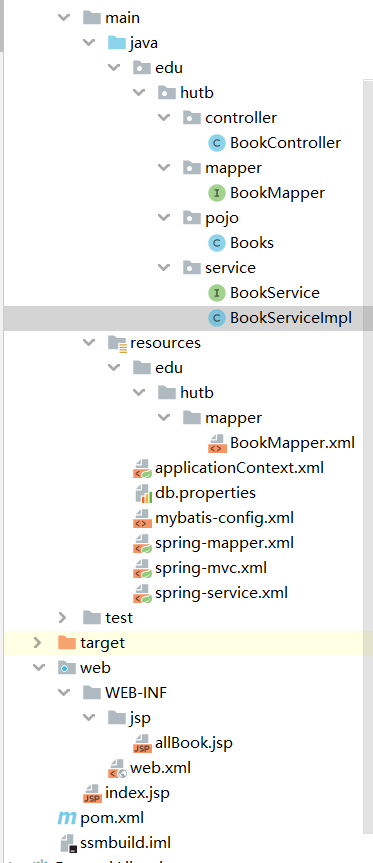 main
java
edu
hutb
controller
BookController
mapper
BookMapper
pojo
Books
service
BookService
BookServiceImpl
resources
edu
hutb
mapper
BookMapper.xml
applicationContext.xml
db.properties
mybatis-config.xml
spring-mapper.xml
spring-mvc.xml
spring-service.xml
test
target
web
WEB-INF
jsp
allBook.jsp
web.xml
index.jsp
pom.xml
ssmbuild.iml